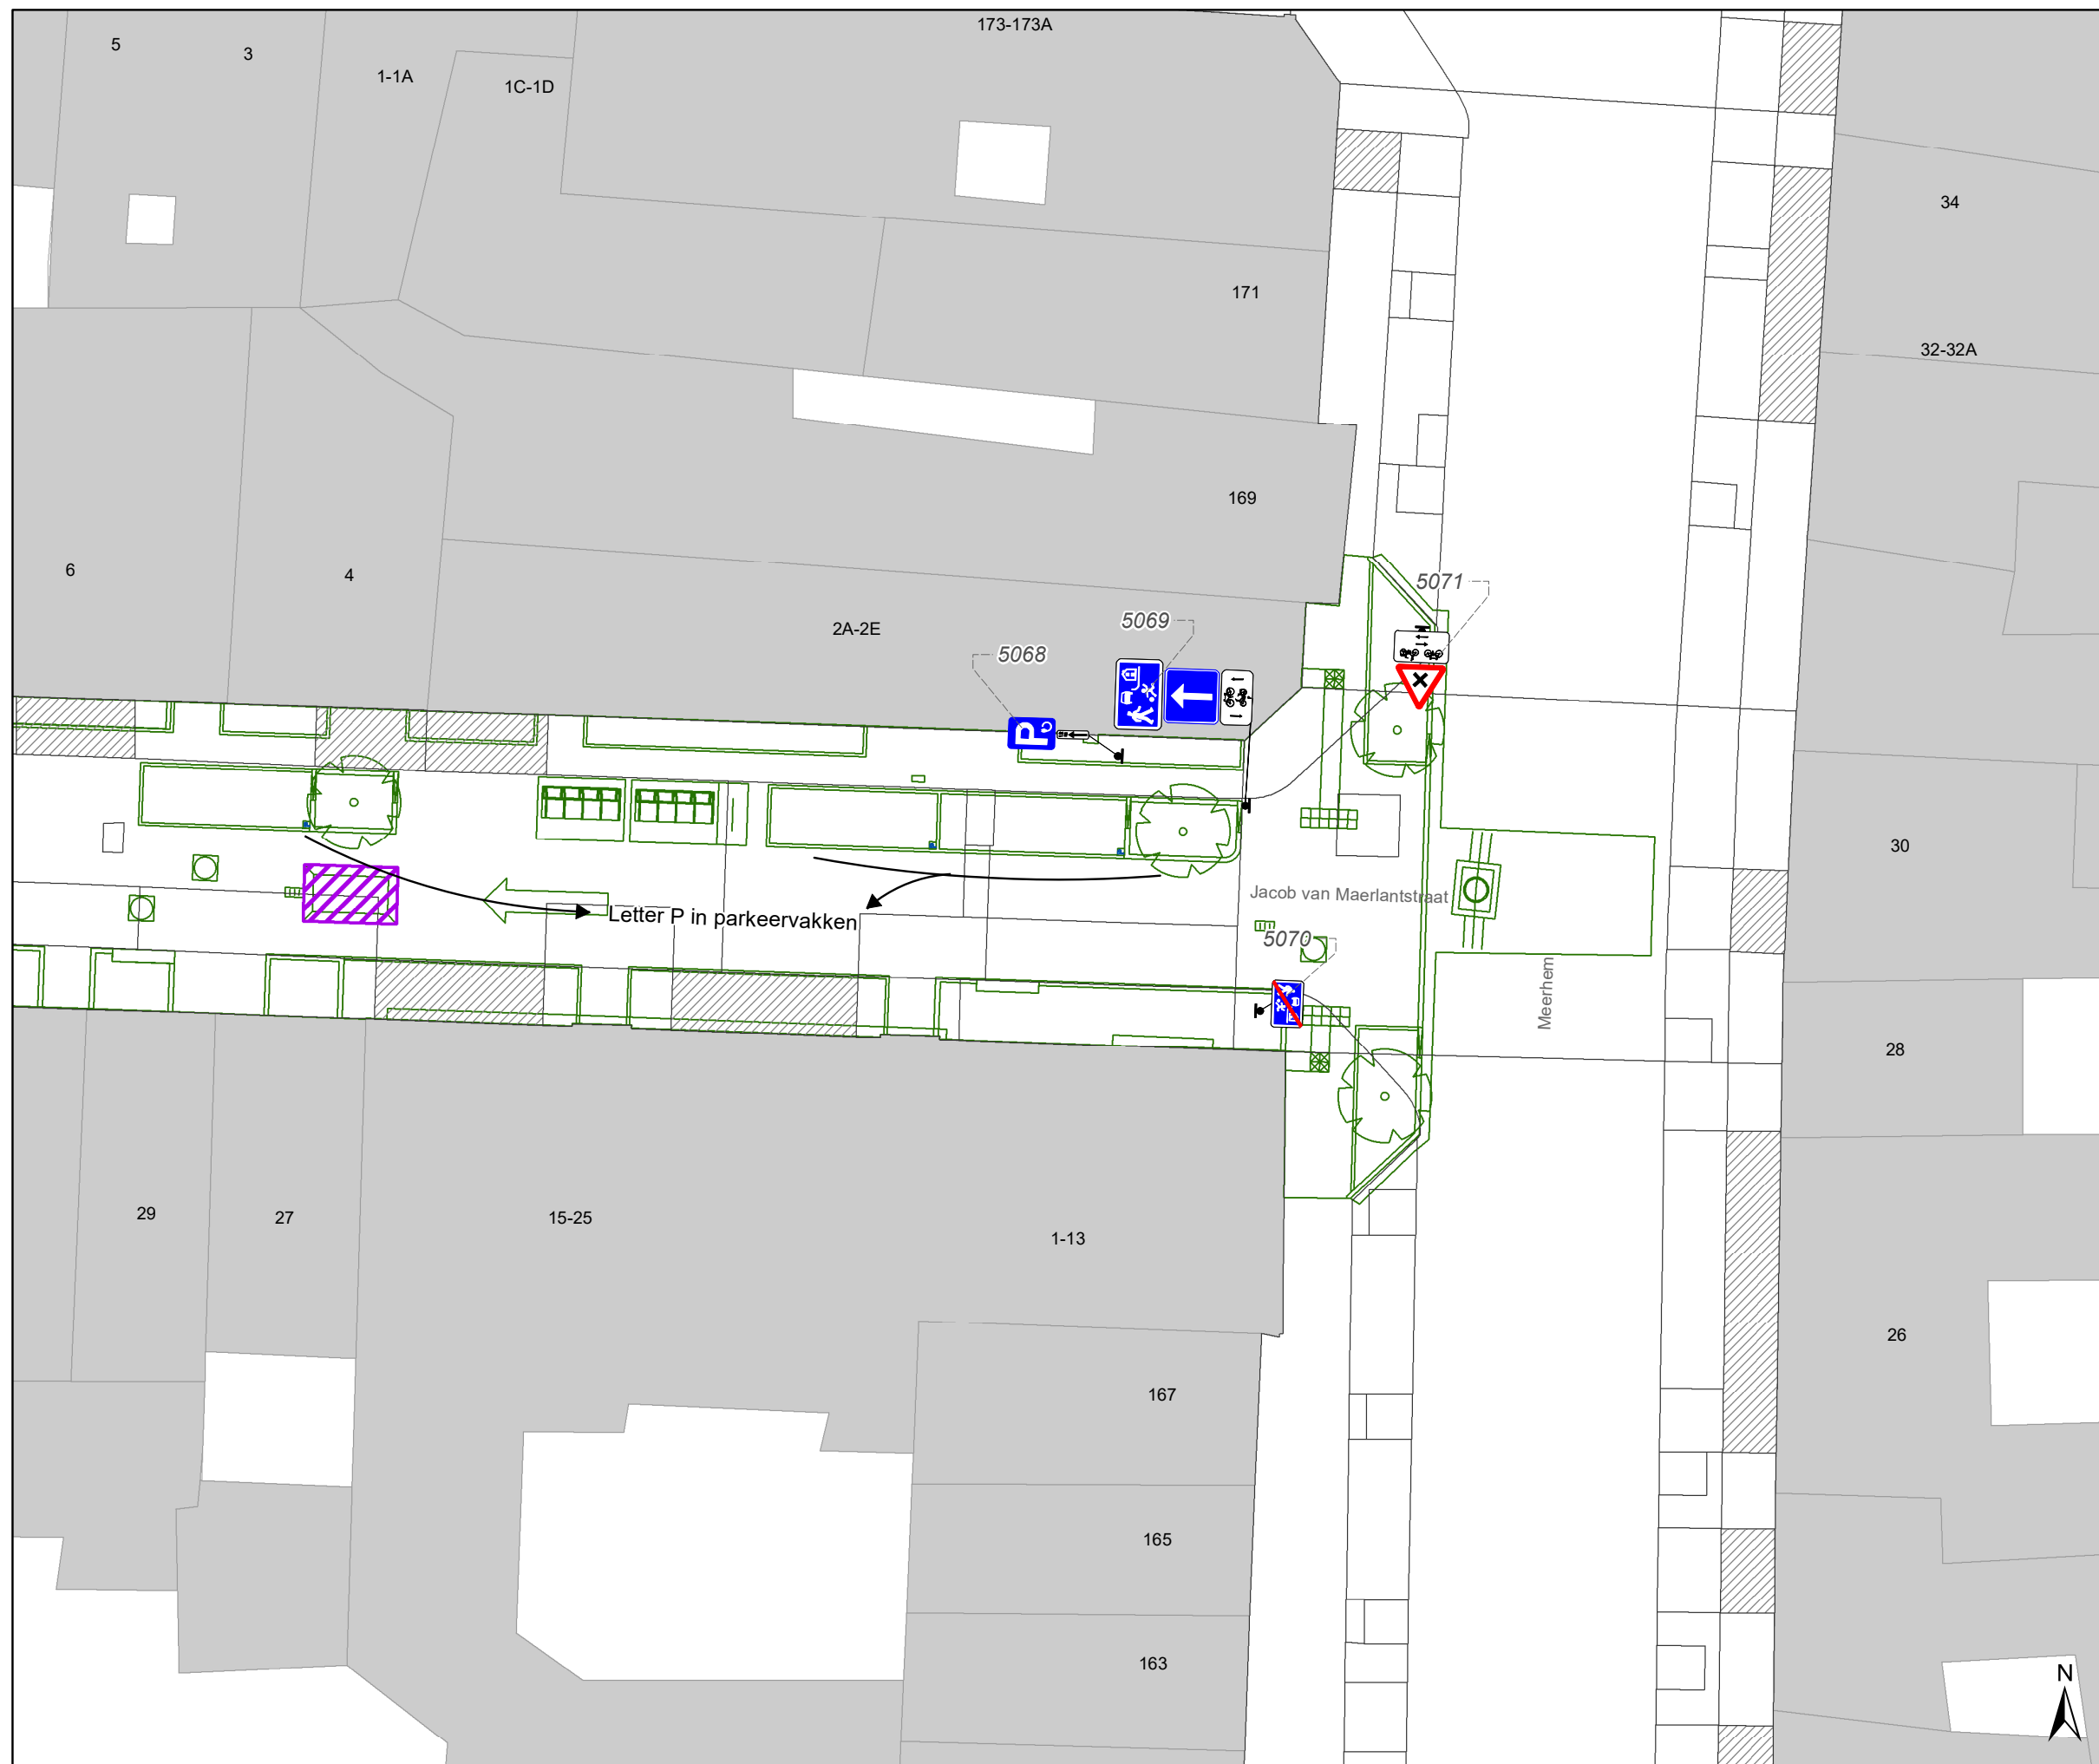 173-173A
5
3
1-1A
1C-1D
34
171
32-32A
169
6
4
5071
5069
2A-2E
5068
P
30
Jacob van Maerlantstraat
Letter P in parkeervakken
5070
Meerhem
28
29
27
15-25
1-13
26
167
165
163
N